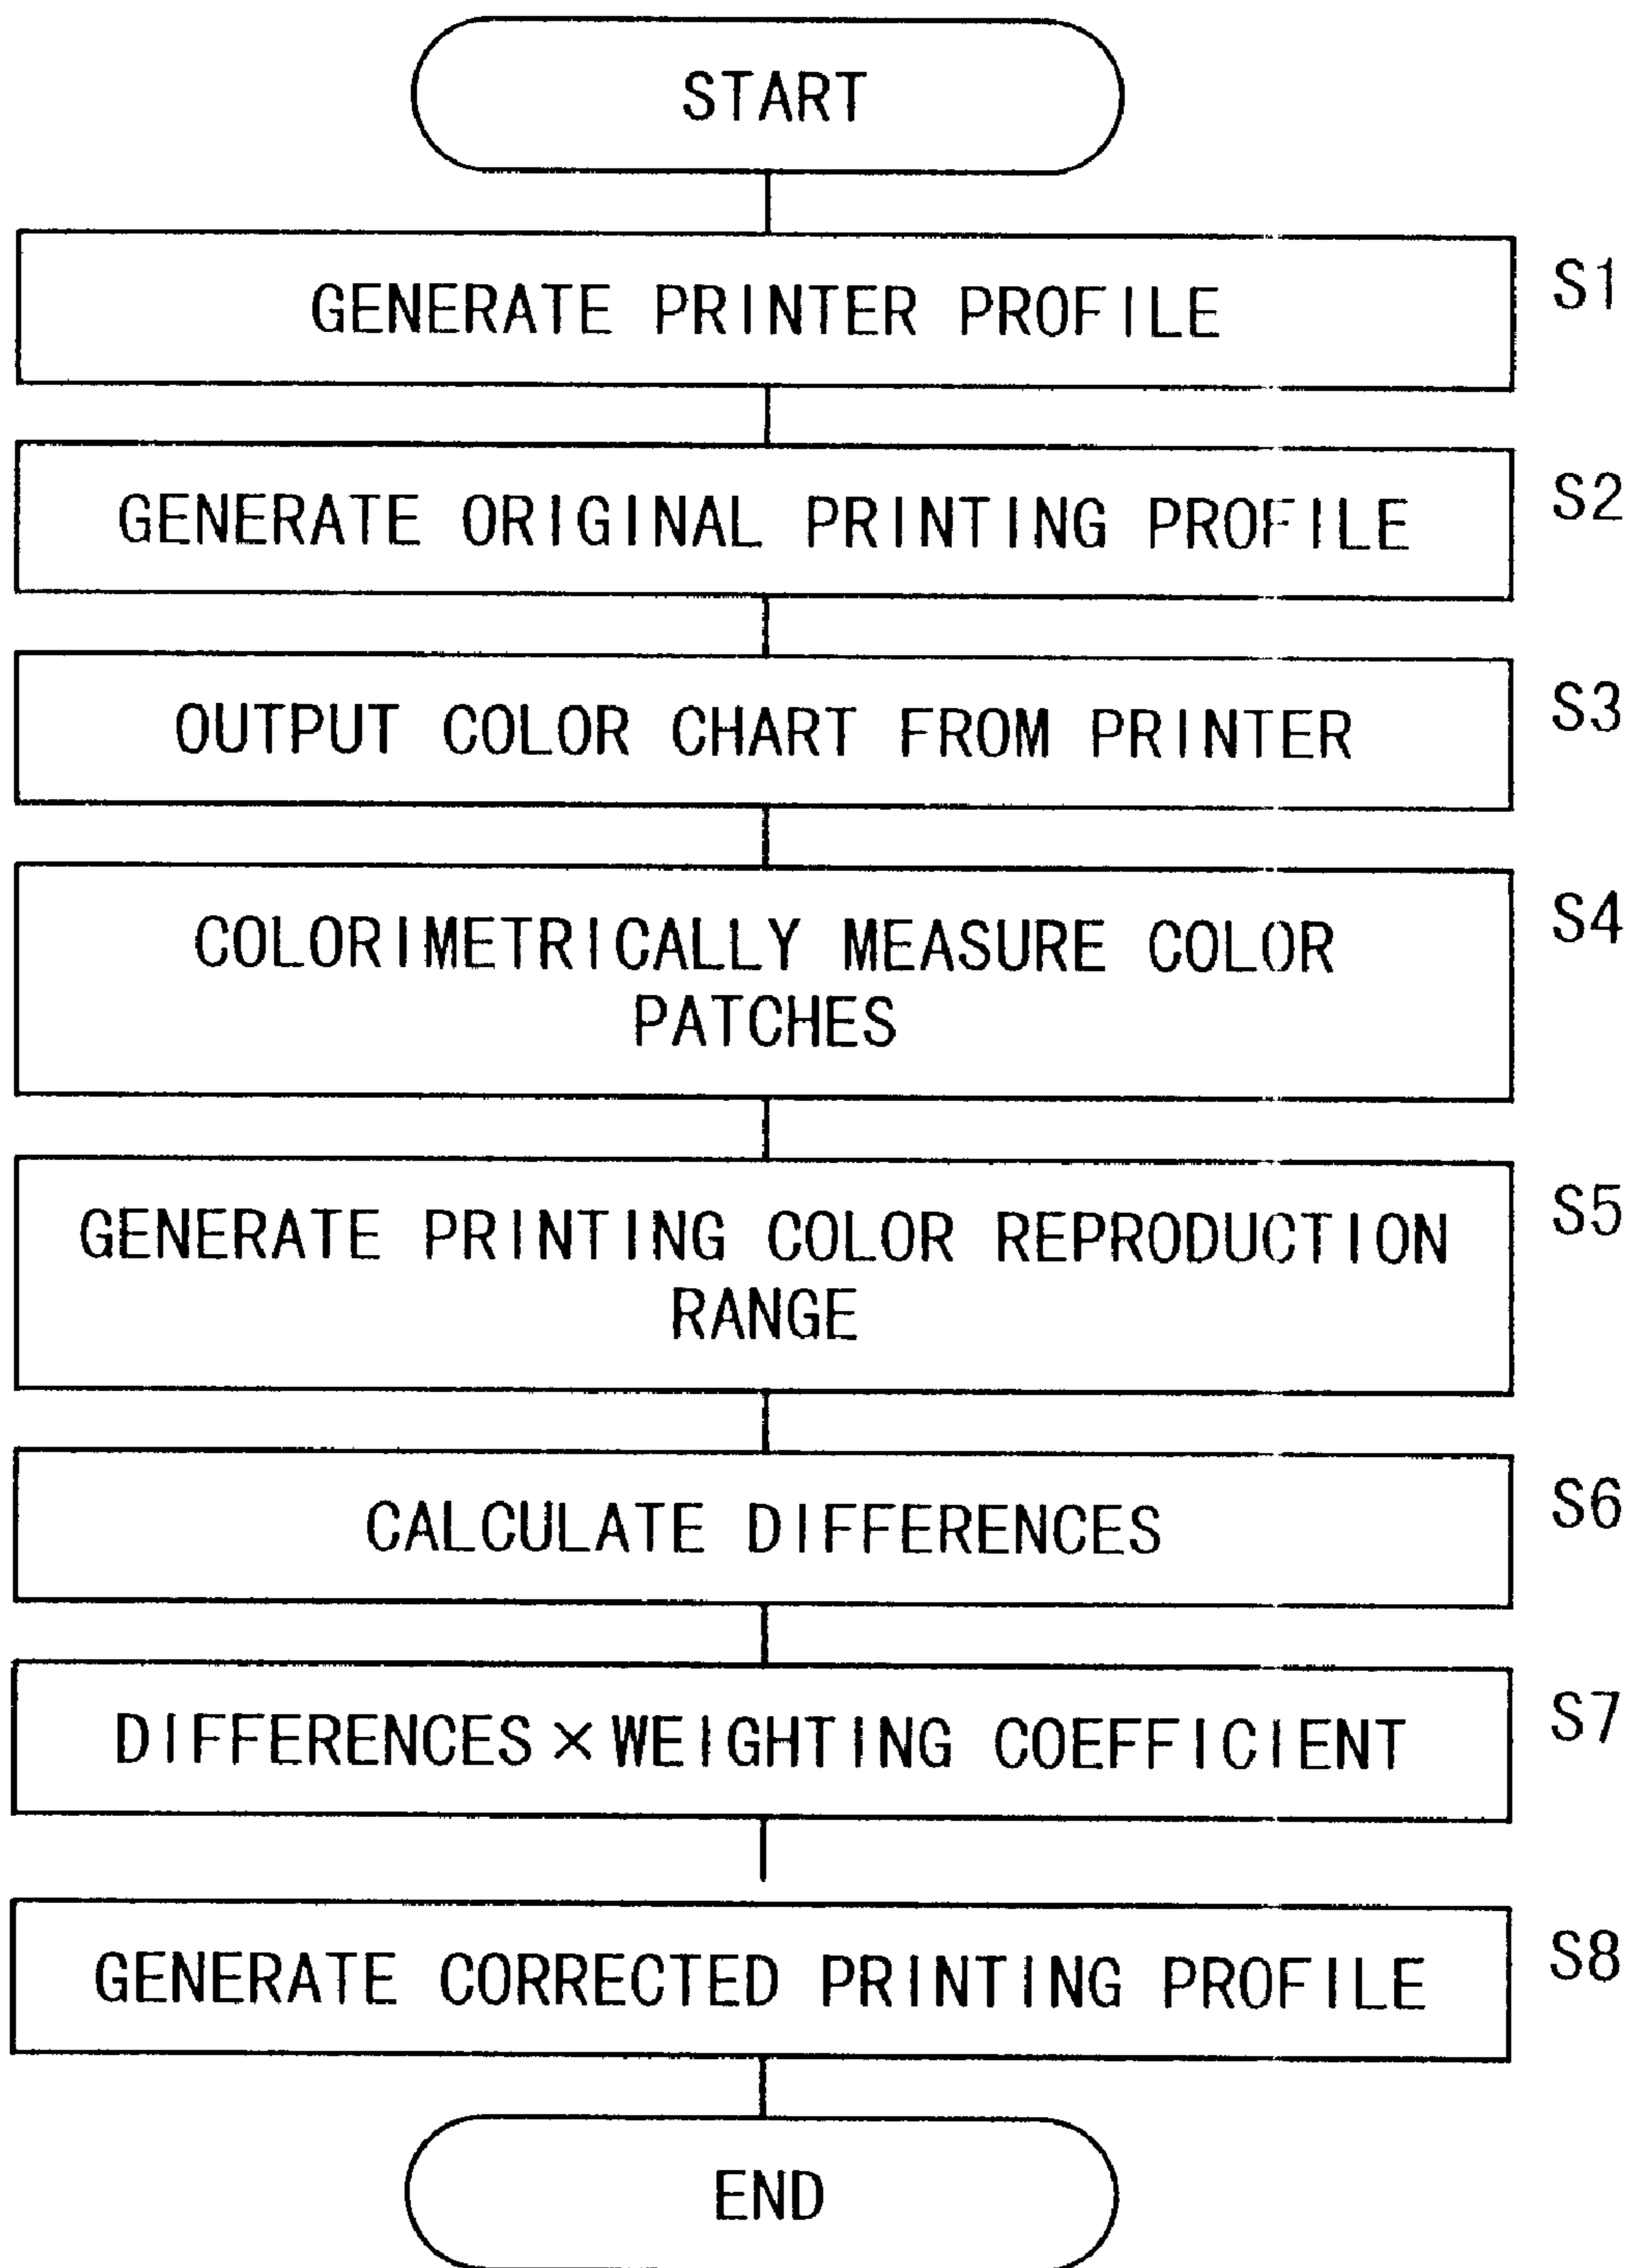 START
GENERATE PRINTER PROFILE
S1
GENERATE ORIGINAL PRINTING PROFILE
S2
OUTPUT COLOR CHART FROM PRINTER
S3
COLORIMETRICALLY MEASURE COLOR
PATCHES
S4
GENERATE PRINTING COLOR REPRODUCTION
RANGE
S5
CALCULATE DIFFERENCES
S6
DIFFERENCES × WEIGHTING COEFFICIENT
S7
GENERATE CORRECTED PRINTING PROFILE
S8
END